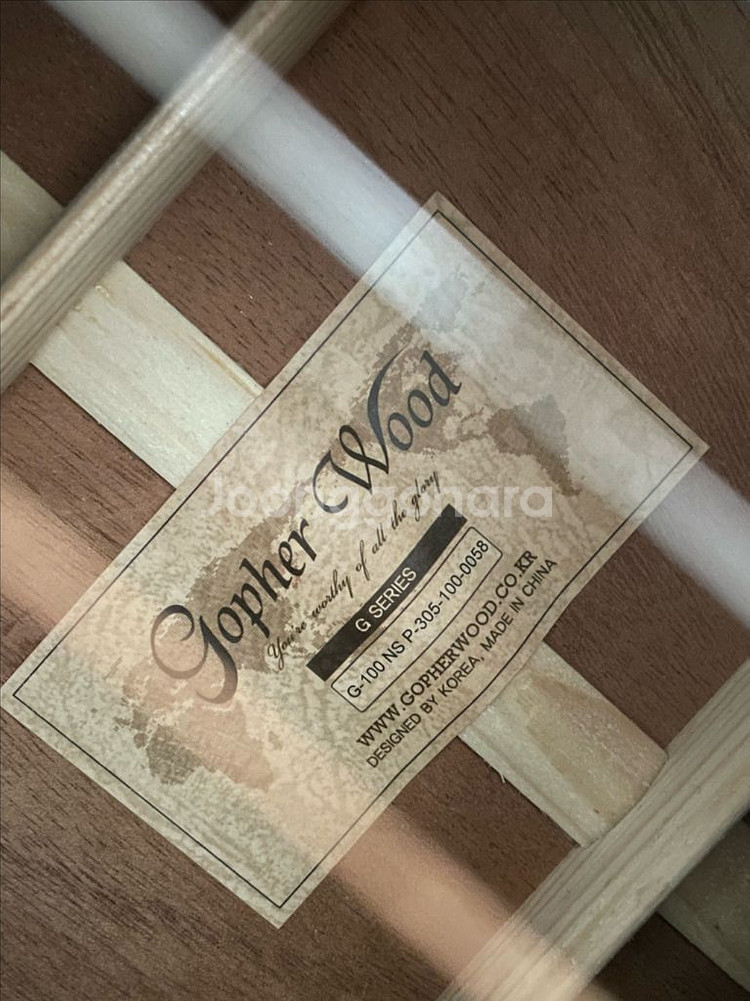 Gopher Wood
You're worthy of all the glory
G SERIES
G-100 NS P-305-100-0058
WWW.GOPHERWOOD.CO.KR
DESIGNED BY KOREA, MADE IN CHINA
Joonggonara